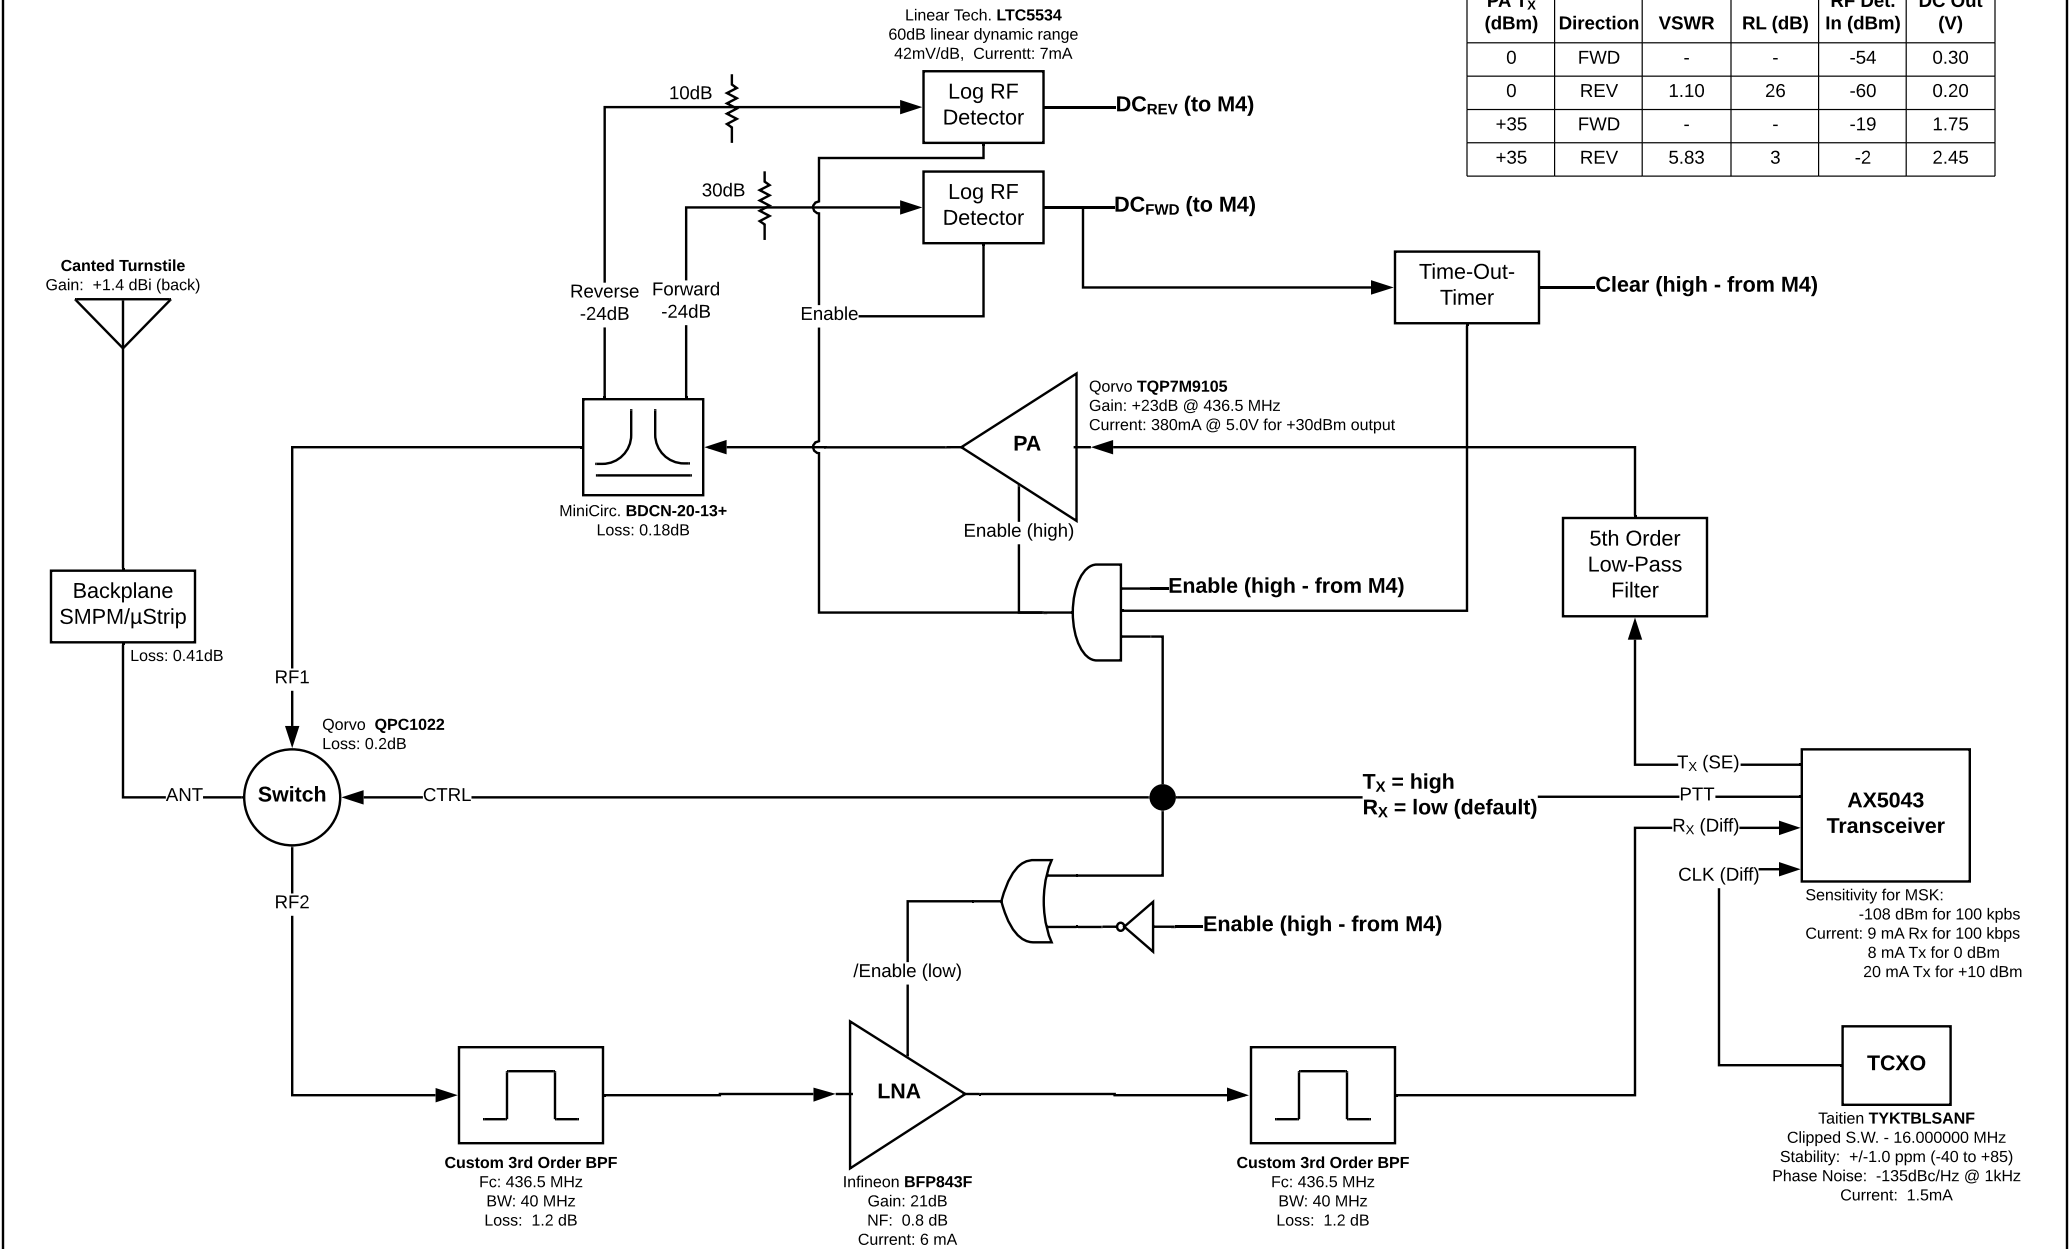 Linear Tech. LTC5534
60dB linear dynamic range
42mV/dB,  Currentt: 7mA
PA TX
(dBm)
Direction
VSWR
RL (dB)
RF Det.
In (dBm)
DC Out
(V)
0 FWD - - -54 0.30
0 REV 1.10 26 -60 0.20
+35 FWD - - -19 1.75
+35 REV 5.83 3 -2 2.45
10dB
Log RF
Detector
DCREV (to M4)
30dB
Log RF
Detector
DCFWD (to M4)
Canted Turnstile
Gain:  +1.4 dBi (back)
Reverse
-24dB
Forward
-24dB
Enable
Time-Out-
Timer
Clear (high - from M4)
Qorvo TQP7M9105
Gain: +23dB @ 436.5 MHz
Current: 380mA @ 5.0V for +30dBm output
PA
MiniCirc. BDCN-20-13+
Loss: 0.18dB
Enable (high)
5th Order
Low-Pass
Filter
Backplane
SMPM/µStrip
Loss: 0.41dB
Enable (high - from M4)
RF1
Qorvo  QPC1022
Loss: 0.2dB
ANT
Switch
CTRL
TX = high
RX = low (default)
TX (SE)
PTT
RX (Diff)
CLK (Diff)
AX5043
Transceiver
Sensitivity for MSK:
-108 dBm for 100 kpbs
Current: 9 mA Rx for 100 kbps
8 mA Tx for 0 dBm
20 mA Tx for +10 dBm
RF2
Enable (high - from M4)
/Enable (low)
LNA
TCXO
Taitien TYKTBLSANF
Clipped S.W. - 16.000000 MHz
Stability:  +/-1.0 ppm (-40 to +85)
Phase Noise:  -135dBc/Hz @ 1kHz
Current:  1.5mA
Custom 3rd Order BPF
Fc: 436.5 MHz
BW: 40 MHz
Loss:  1.2 dB
Infineon BFP843F
Gain: 21dB
NF:  0.8 dB
Current: 6 mA
Custom 3rd Order BPF
Fc: 436.5 MHz
BW: 40 MHz
Loss:  1.2 dB